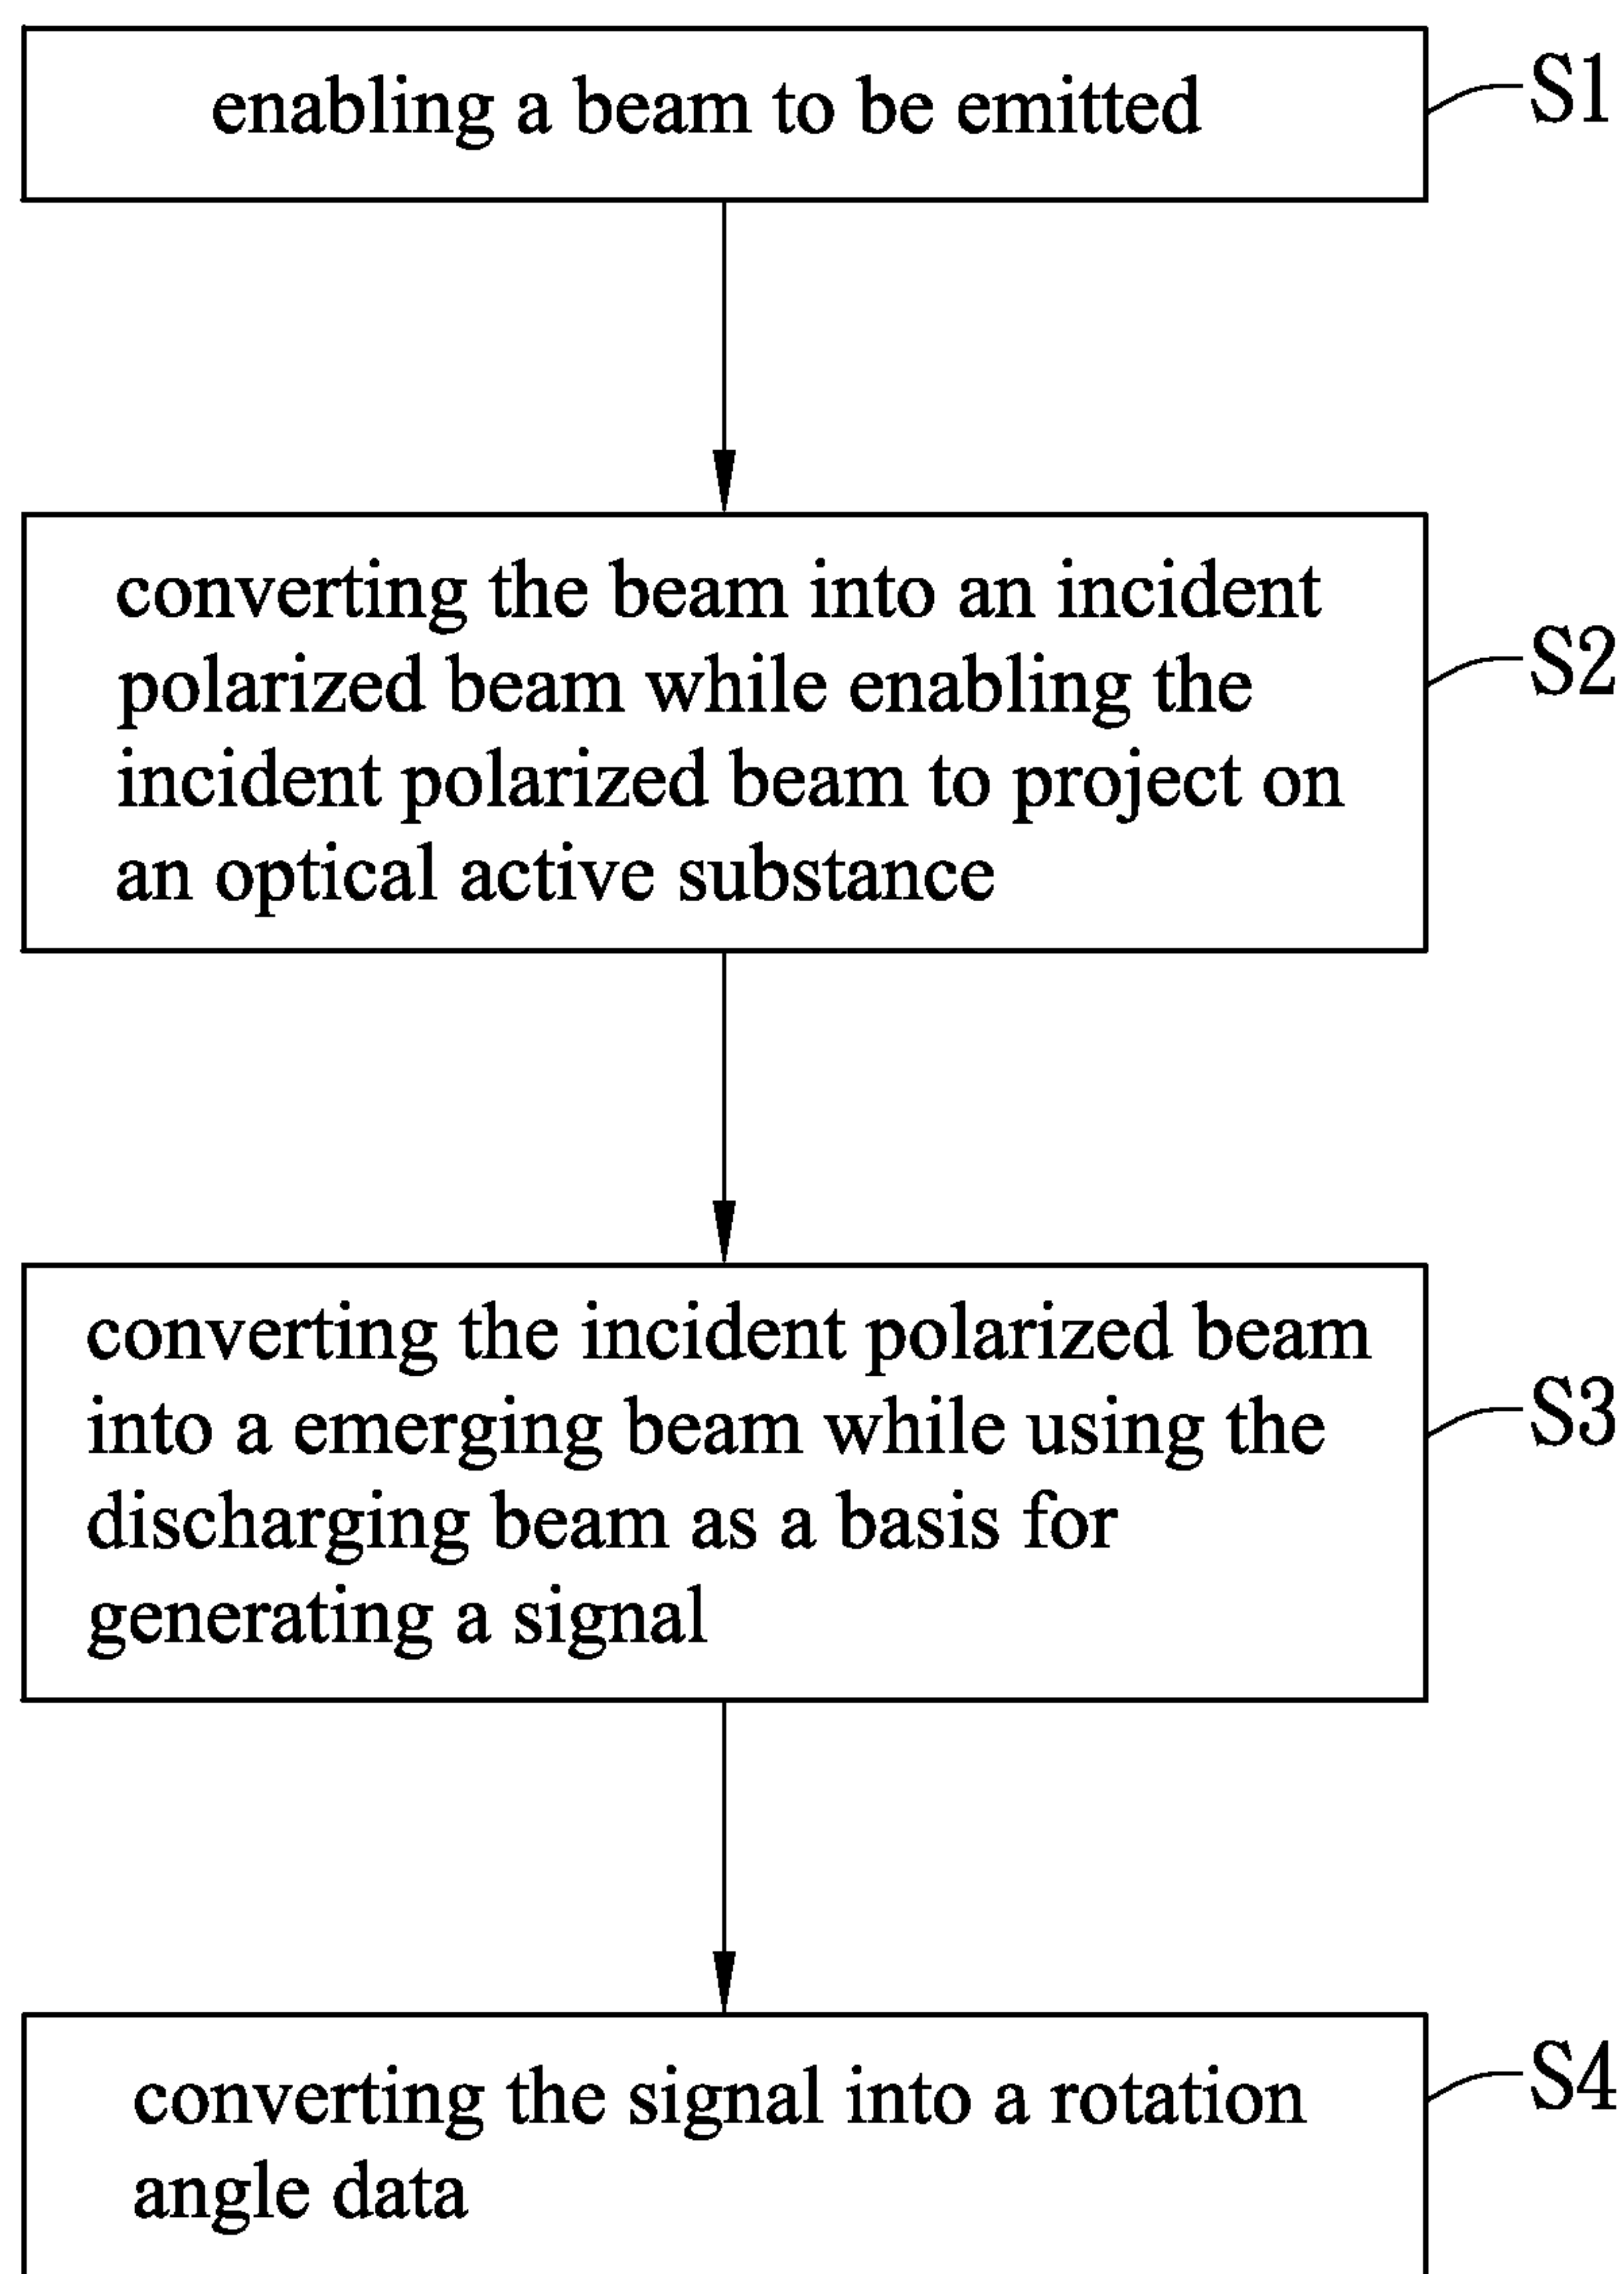 enabling a beam to be emitted
S1
converting the beam into an incident
polarized beam while enabling the
incident polarized beam to project on
an optical active substance
S2
converting the incident polarized beam
into a emerging beam while using the
discharging beam as a basis for
generating a signal
S3
converting the signal into a rotation
angle data
S4